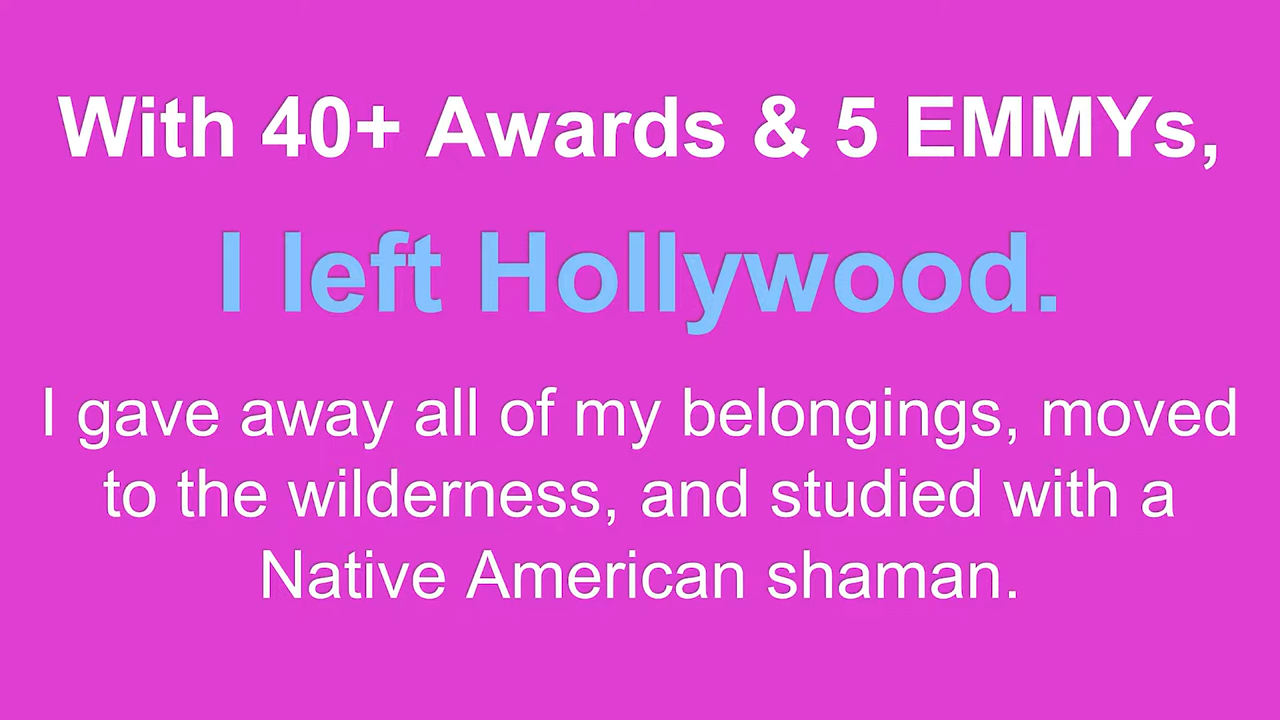 With 40+ Awards & 5 EMMYs,
I left Hollywood.
I gave away all of my belongings, moved
to the wilderness, and studied with a
Native American shaman.